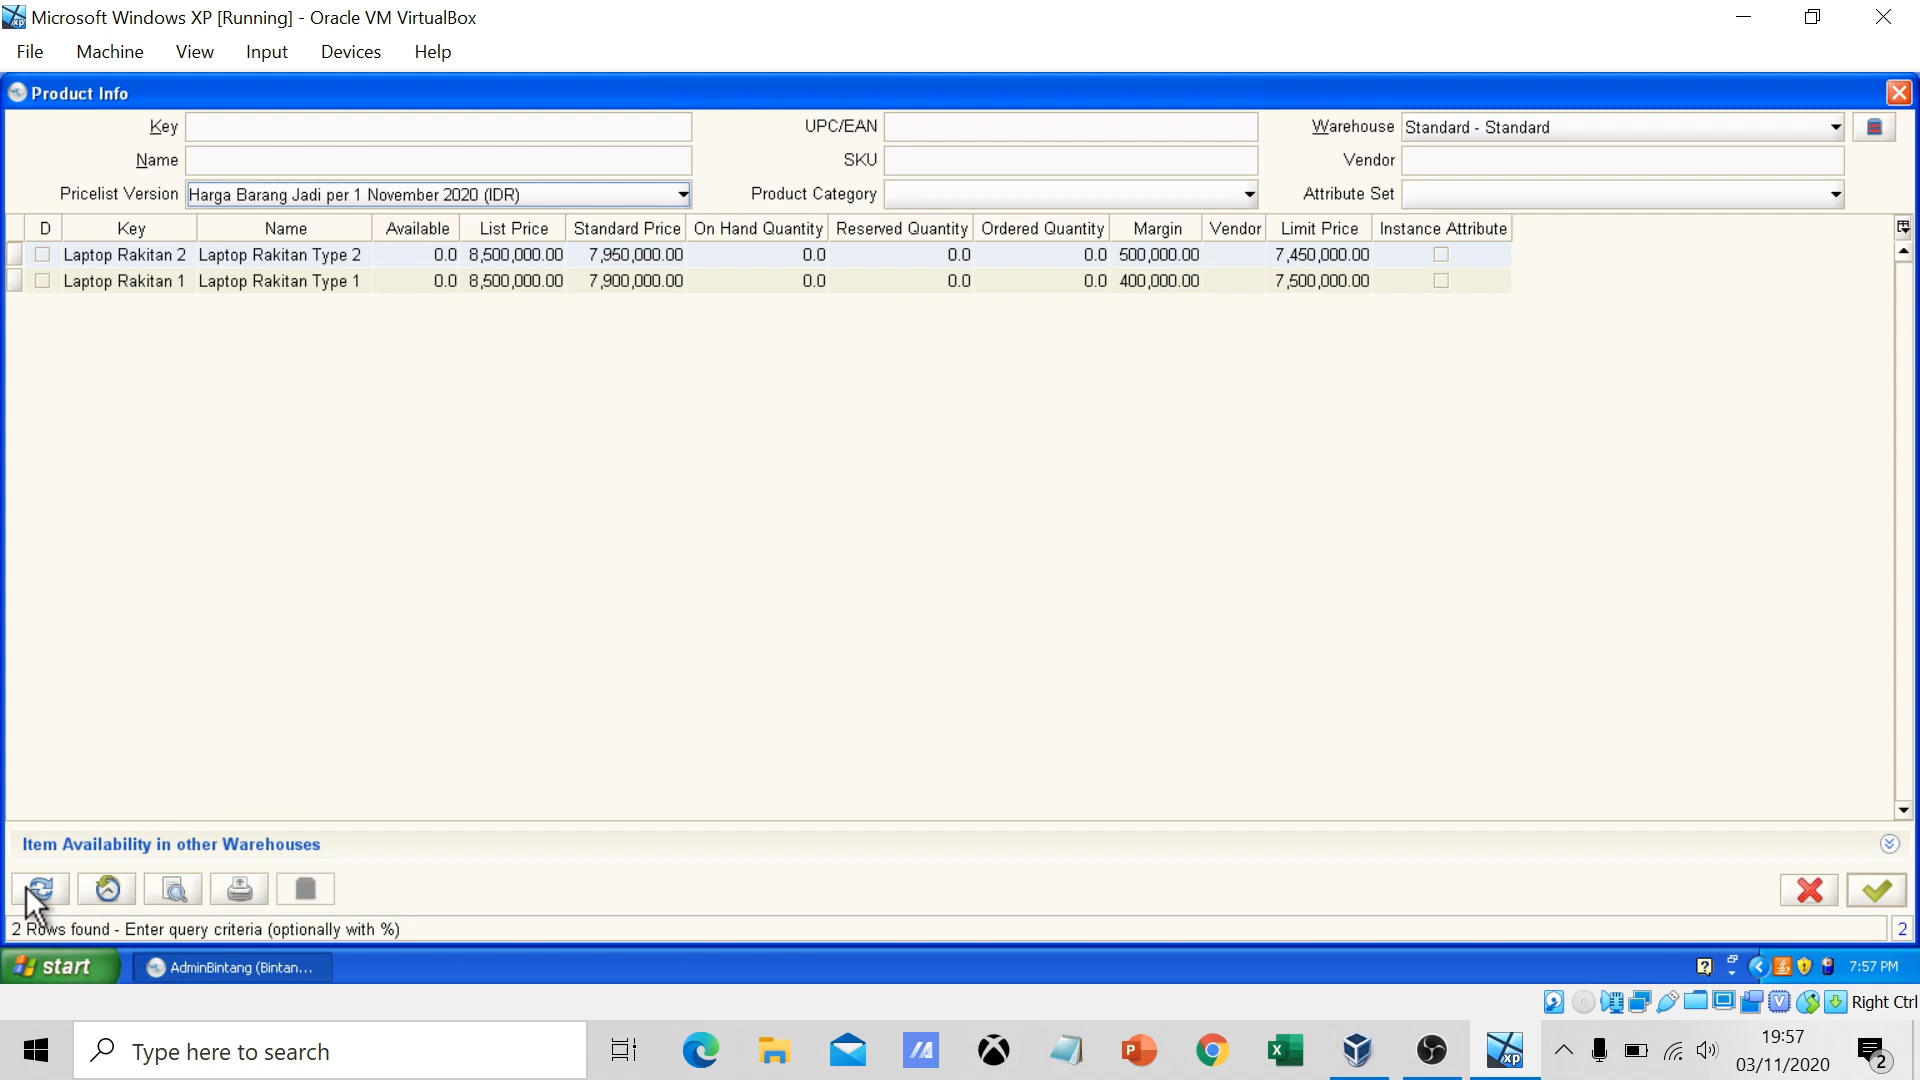 Microsoft Windows XP [Running] - Oracle VM VirtualBox
File Machine View Input Devices Help
Product Info
Key UPC/EAN Warehouse Standard - Standard
Name SKU Vendor
Pricelist Version Harga Barang Jadi per 1 November 2020 (IDR) Product Category Attribute Set
D Key Name Available List Price Standard Price On Hand Quantity Reserved Quantity Ordered Quantity Margin Vendor Limit Price Instance Attribute
Laptop Rakitan 2 Laptop Rakitan Type 2 0.0 8,500,000.00 7,950,000.00 0.0 0.0 0.0 500,000.00 7,450,000.00
Laptop Rakitan 1 Laptop Rakitan Type 1 0.0 8,500,000.00 7,900,000.00 0.0 0.0 0.0 400,000.00 7,500,000.00
Item Availability in other Warehouses
2 Rows found - Enter query criteria (optionally with %) 2
start AdminBintang (Bintan... 7:57 PM
Right Ctrl
Type here to search 19:57
03/11/2020 2